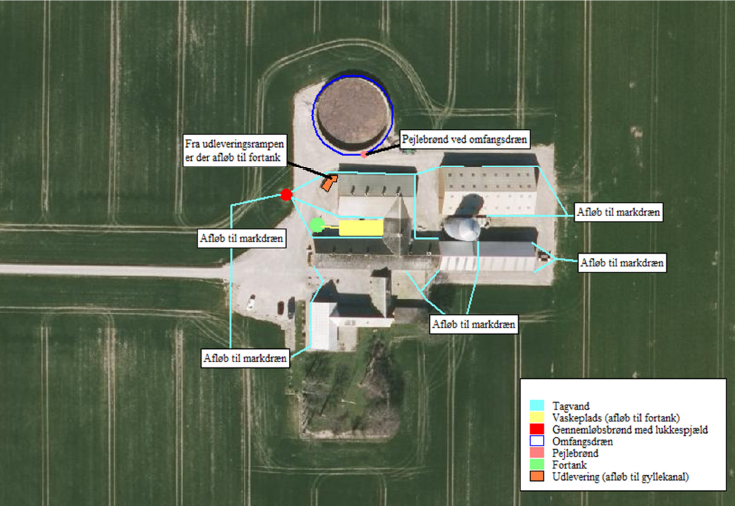 Pejlebrønd ved omfangsdræn
Fra udleveringsrampen
er der afløb til fortank
Afløb til markdræn
Afløb til markdræn
Afløb til markdræn
Afløb til markdræn
Afløb til markdræn
Tagvand
Vaskeplads (afløb til fortank)
Gennemløbsbrønd med lukkespjæld
Omfangsdræn
Pejlebrønd
Fortank
Udlevering (afløb til gyllekanal)